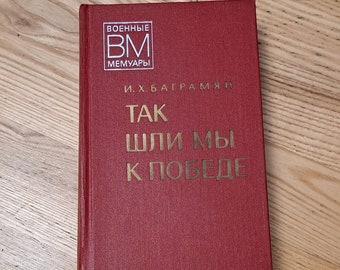 ВОЕННЫЕ
ВМ
МЕМУАРЫ
И.Х.БАГРАМЯН
ТАК
ШЛИ МЫ
К ПОБЕДЕ